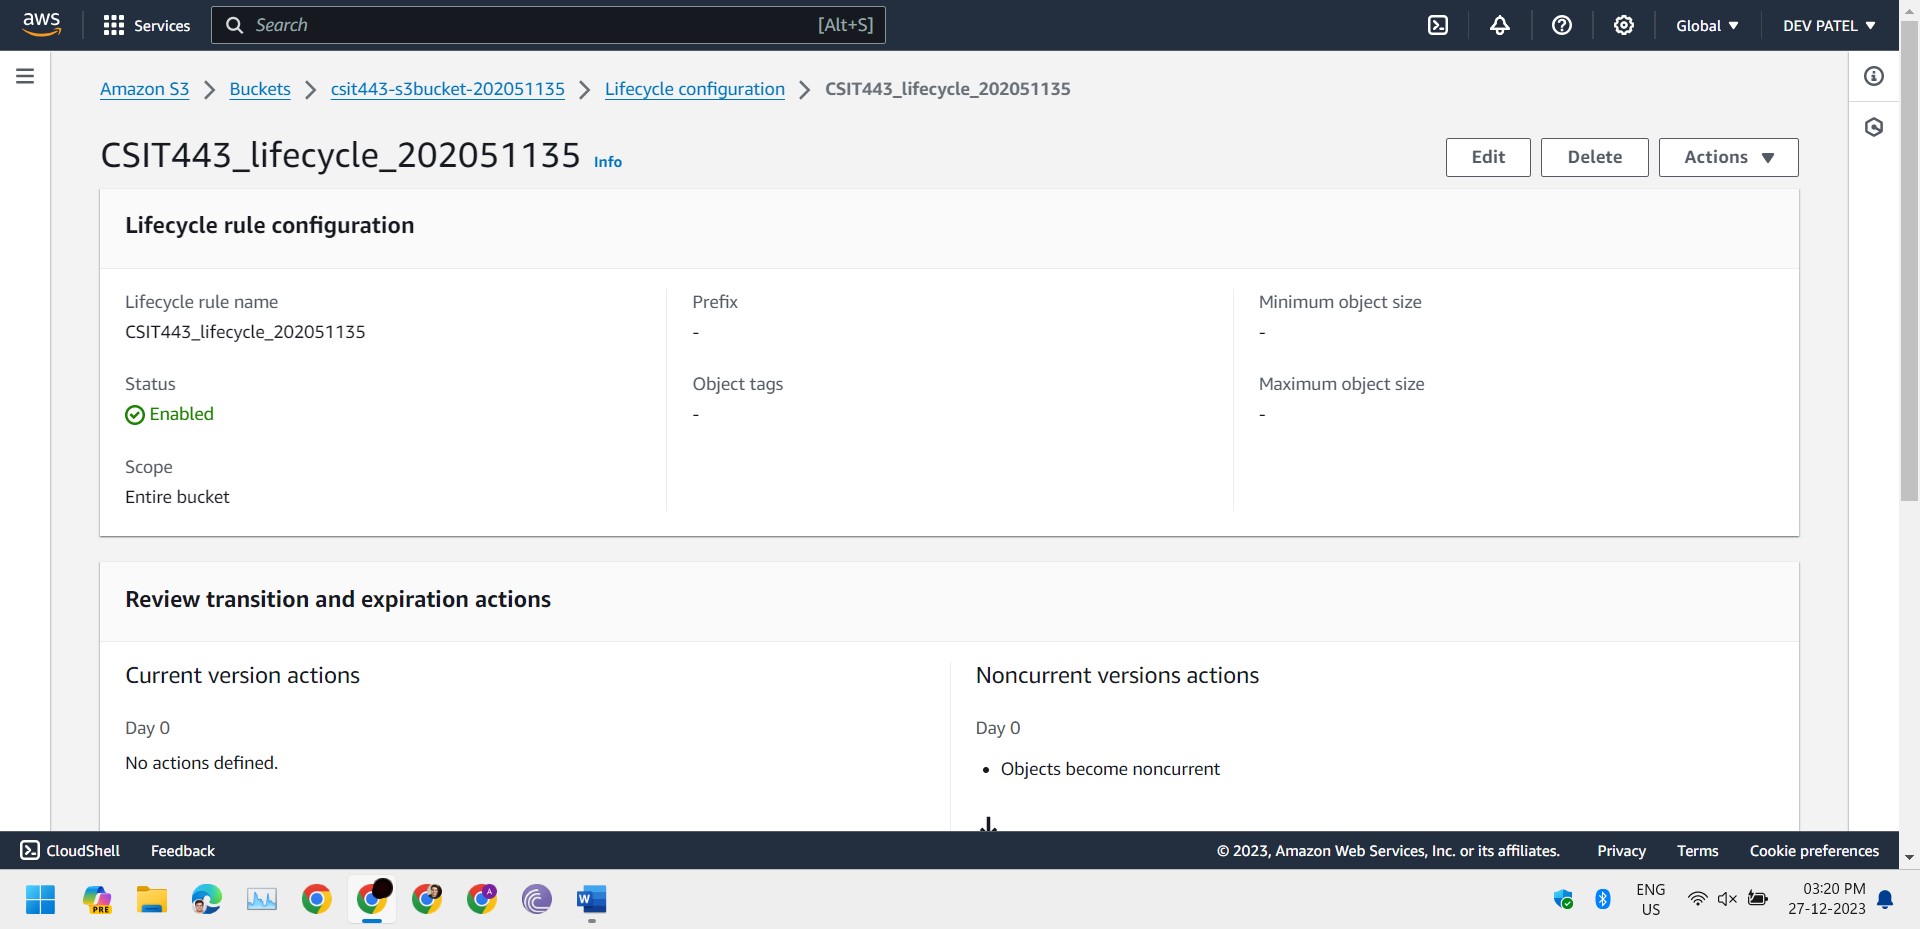 aws Services Search [Alt+S] Global DEV PATEL
Amazon S3 > Buckets > csit443-s3bucket-202051135 > Lifecycle configuration > CSIT443_lifecycle_202051135
CSIT443_lifecycle_202051135 Info Edit Delete Actions
Lifecycle rule configuration
Lifecycle rule name
CSIT443_lifecycle_202051135
Status
Enabled
Scope
Entire bucket
Prefix
-
Object tags
-
Minimum object size
-
Maximum object size
-
Review transition and expiration actions
Current version actions
Day 0
No actions defined.
Noncurrent versions actions
Day 0
• Objects become noncurrent
CloudShell Feedback © 2023, Amazon Web Services, Inc. or its affiliates. Privacy Terms Cookie preferences
PRE
A
W
ENG
US
03:20 PM
27-12-2023